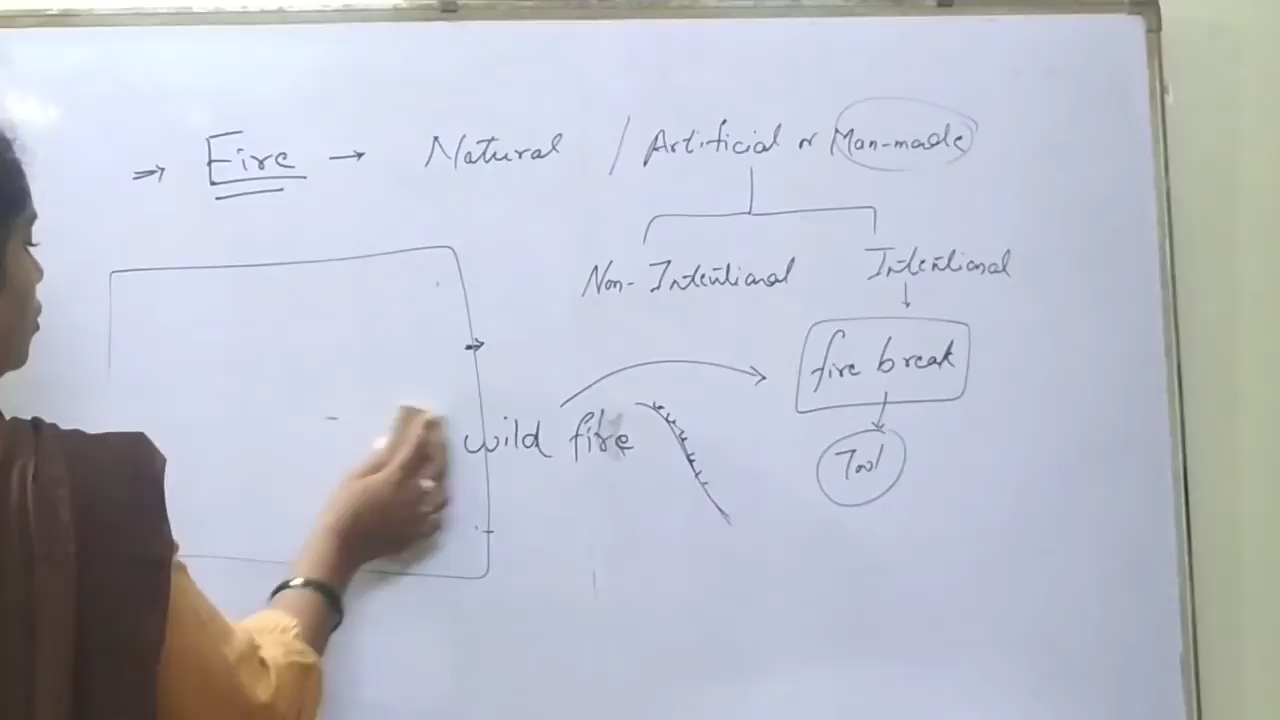 ⇒ Fire → Natural / Artificial or Man-made
Non-Intentional Intentional
fire break
wild fire
Tool